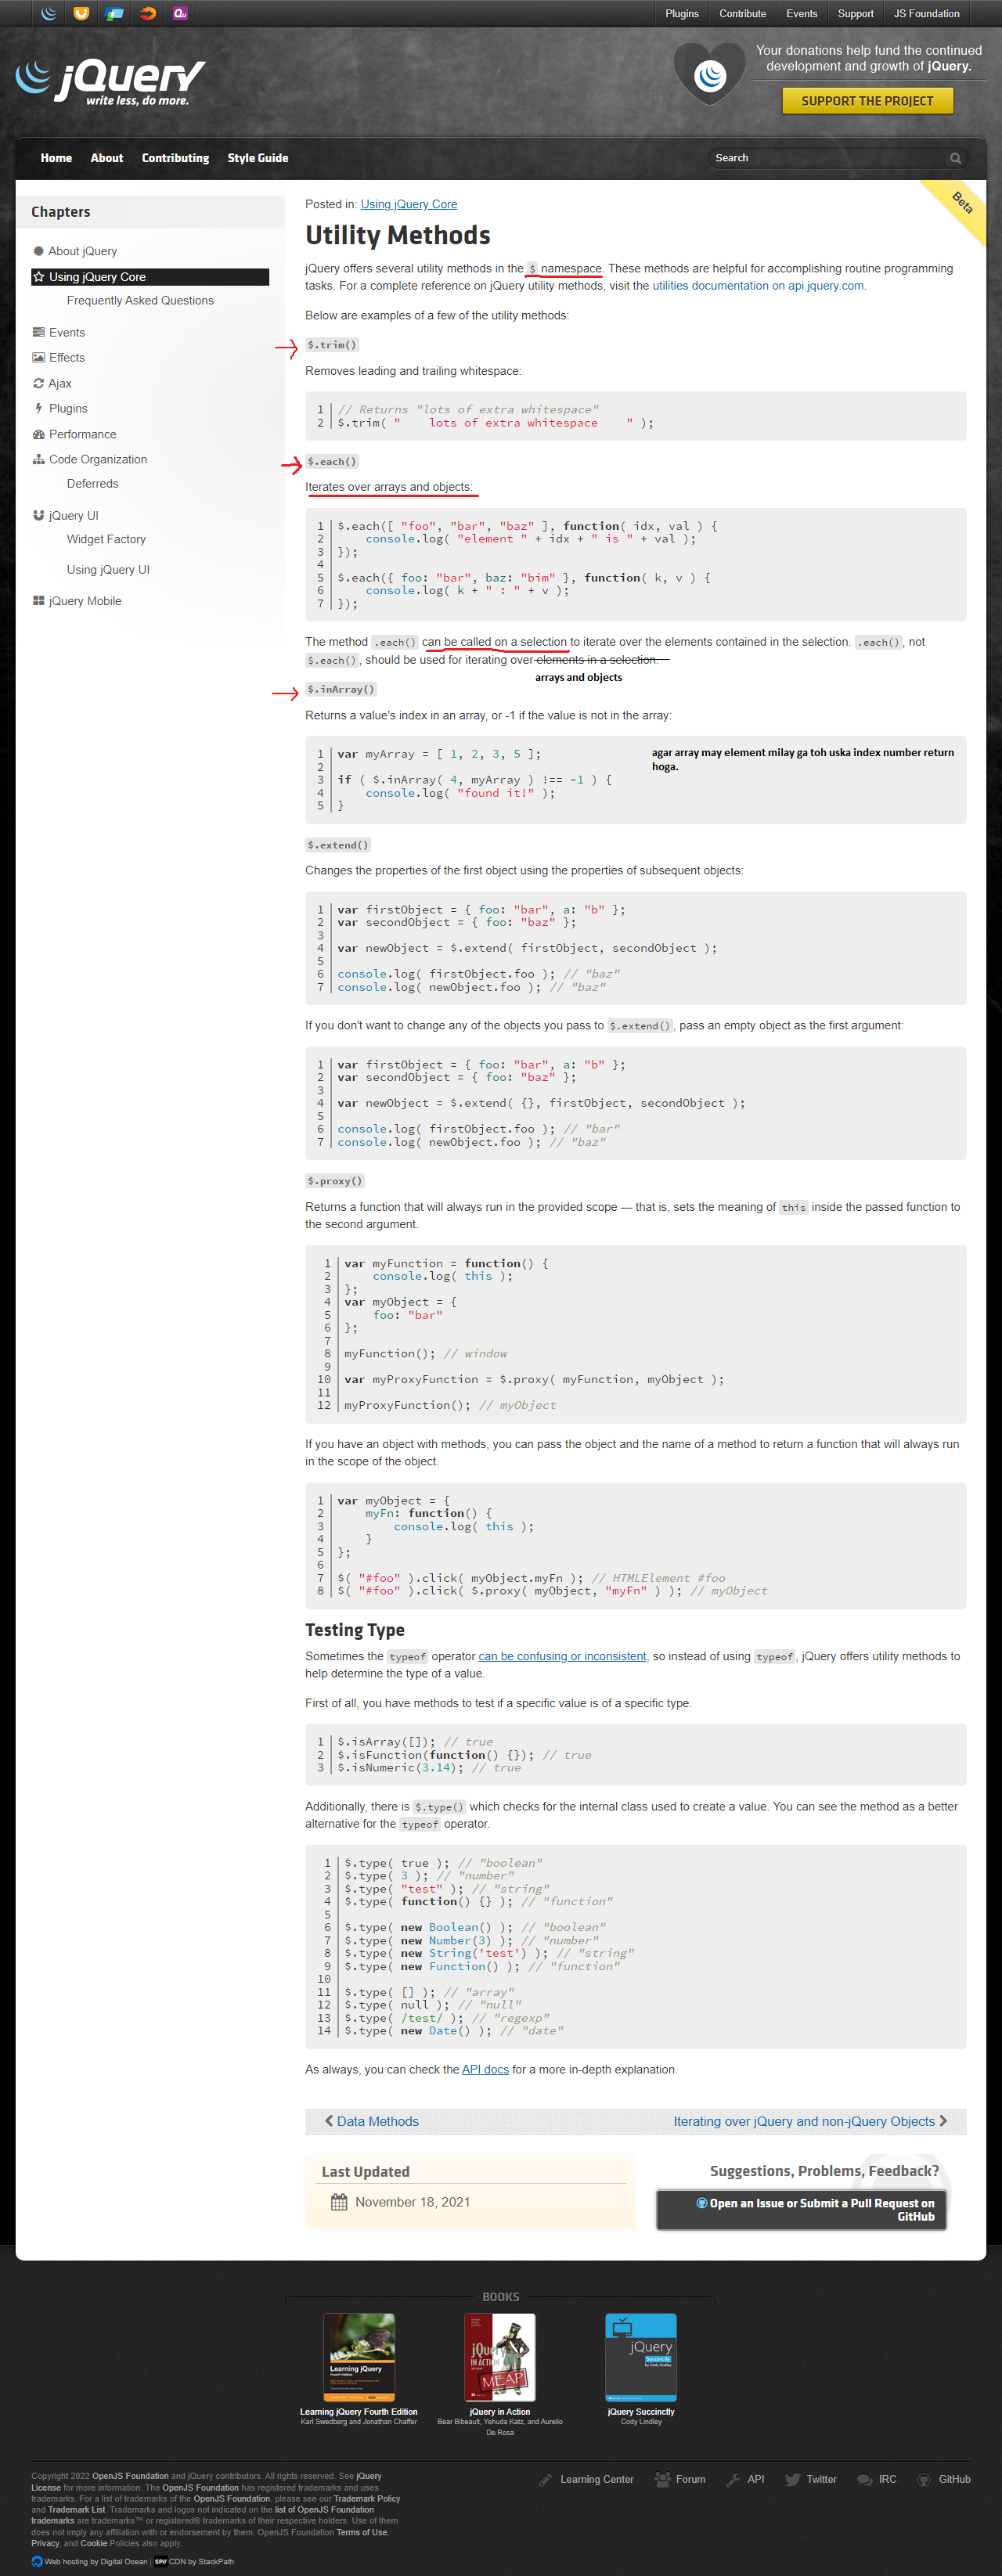 Plugins Contribute Events Support JS Foundation
jQuery
write less, do more.
Your donations help fund the continued
development and growth of jQuery.
SUPPORT THE PROJECT
Home About Contributing Style Guide Search
Beta
Chapters
About jQuery
Using jQuery Core
Frequently Asked Questions
Events
Effects
Ajax
Plugins
Performance
Code Organization
Deferreds
jQuery UI
Widget Factory
Using jQuery UI
jQuery Mobile
Posted in: Using jQuery Core
Utility Methods
jQuery offers several utility methods in the $ namespace. These methods are helpful for accomplishing routine programming
tasks. For a complete reference on jQuery utility methods, visit the utilities documentation on api.jquery.com.
Below are examples of a few of the utility methods:
$.trim()
Removes leading and trailing whitespace:
1 // Returns "lots of extra whitespace"
2 $.trim( "    lots of extra whitespace    " );
$.each()
Iterates over arrays and objects:
1 $.each([ "foo", "bar", "baz" ], function( idx, val ) {
2     console.log( "element " + idx + " is " + val );
3 });
4
5 $.each({ foo: "bar", baz: "bim" }, function( k, v ) {
6     console.log( k + " : " + v );
7 });
The method .each() can be called on a selection to iterate over the elements contained in the selection. .each(), not
$.each(), should be used for iterating over elements in a selection.
arrays and objects
$.inArray()
Returns a value's index in an array, or -1 if the value is not in the array:
1 var myArray = [ 1, 2, 3, 5 ];
2
3 if ( $.inArray( 4, myArray ) !== -1 ) {
4     console.log( "found it!" );
5 }
agar array may element milay ga toh uska index number return
hoga.
$.extend()
Changes the properties of the first object using the properties of subsequent objects:
1 var firstObject = { foo: "bar", a: "b" };
2 var secondObject = { foo: "baz" };
3
4 var newObject = $.extend( firstObject, secondObject );
5
6 console.log( firstObject.foo ); // "baz"
7 console.log( newObject.foo ); // "baz"
If you don't want to change any of the objects you pass to $.extend(), pass an empty object as the first argument:
1 var firstObject = { foo: "bar", a: "b" };
2 var secondObject = { foo: "baz" };
3
4 var newObject = $.extend( {}, firstObject, secondObject );
5
6 console.log( firstObject.foo ); // "bar"
7 console.log( newObject.foo ); // "baz"
$.proxy()
Returns a function that will always run in the provided scope — that is, sets the meaning of this inside the passed function to
the second argument.
1 var myFunction = function() {
2     console.log( this );
3 };
4 var myObject = {
5     foo: "bar"
6 };
7
8 myFunction(); // window
9
10 var myProxyFunction = $.proxy( myFunction, myObject );
11
12 myProxyFunction(); // myObject
If you have an object with methods, you can pass the object and the name of a method to return a function that will always run
in the scope of the object.
1 var myObject = {
2     myFn: function() {
3         console.log( this );
4     }
5 };
6
7 $( "#foo" ).click( myObject.myFn ); // HTMLElement #foo
8 $( "#foo" ).click( $.proxy( myObject, "myFn" ) ); // myObject
Testing Type
Sometimes the typeof operator can be confusing or inconsistent, so instead of using typeof, jQuery offers utility methods to
help determine the type of a value.
First of all, you have methods to test if a specific value is of a specific type.
1 $.isArray([]); // true
2 $.isFunction(function() {}); // true
3 $.isNumeric(3.14); // true
Additionally, there is $.type() which checks for the internal class used to create a value. You can see the method as a better
alternative for the typeof operator.
1 $.type( true ); // "boolean"
2 $.type( 3 ); // "number"
3 $.type( "test" ); // "string"
4 $.type( function() {} ); // "function"
5
6 $.type( new Boolean() ); // "boolean"
7 $.type( new Number(3) ); // "number"
8 $.type( new String('test') ); // "string"
9 $.type( new Function() ); // "function"
10
11 $.type( [] ); // "array"
12 $.type( null ); // "null"
13 $.type( /test/ ); // "regexp"
14 $.type( new Date() ); // "date"
As always, you can check the API docs for a more in-depth explanation.
Data Methods Iterating over jQuery and non-jQuery Objects
Last Updated
November 18, 2021
Suggestions, Problems, Feedback?
Open an Issue or Submit a Pull Request on
GitHub
BOOKS
Learning jQuery
jQuery
IN ACTION
MEAP
jQuery
Succinctly
by Cody Lindley
Learning jQuery Fourth Edition
Karl Swedberg and Jonathan Chaffer
jQuery in Action
Bear Bibeault, Yehuda Katz, and Aurelio
De Rosa
jQuery Succinctly
Cody Lindley
Copyright 2022 OpenJS Foundation and jQuery contributors. All rights reserved. See jQuery
License for more information. The OpenJS Foundation has registered trademarks and uses
trademarks. For a list of trademarks of the OpenJS Foundation, please see our Trademark Policy
and Trademark List. Trademarks and logos not indicated on the list of OpenJS Foundation
trademarks are trademarks™ or registered® trademarks of their respective holders. Use of them
does not imply any affiliation with or endorsement by them. OpenJS Foundation Terms of Use,
Privacy, and Cookie Policies also apply.
Web hosting by Digital Ocean | CDN by StackPath
Learning Center Forum API Twitter IRC GitHub